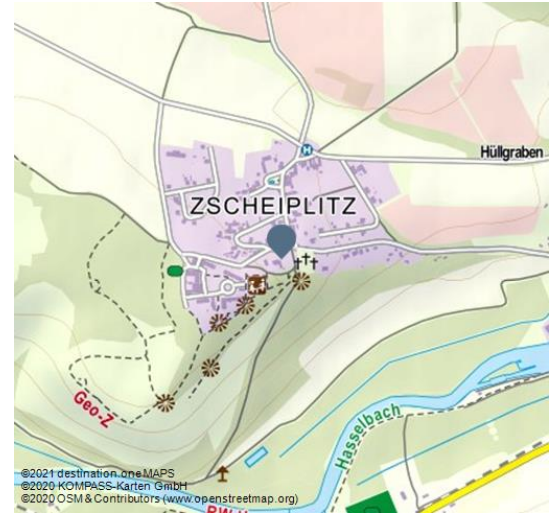 H
Hüllgraben
ZSCHEIPLITZ
Geo-Z
Hasselbach
©2021 destination.one MAPS
©2020 KOMPASS-Karten GmbH
©2020 OSM & Contributors (www.openstreetmap.org)